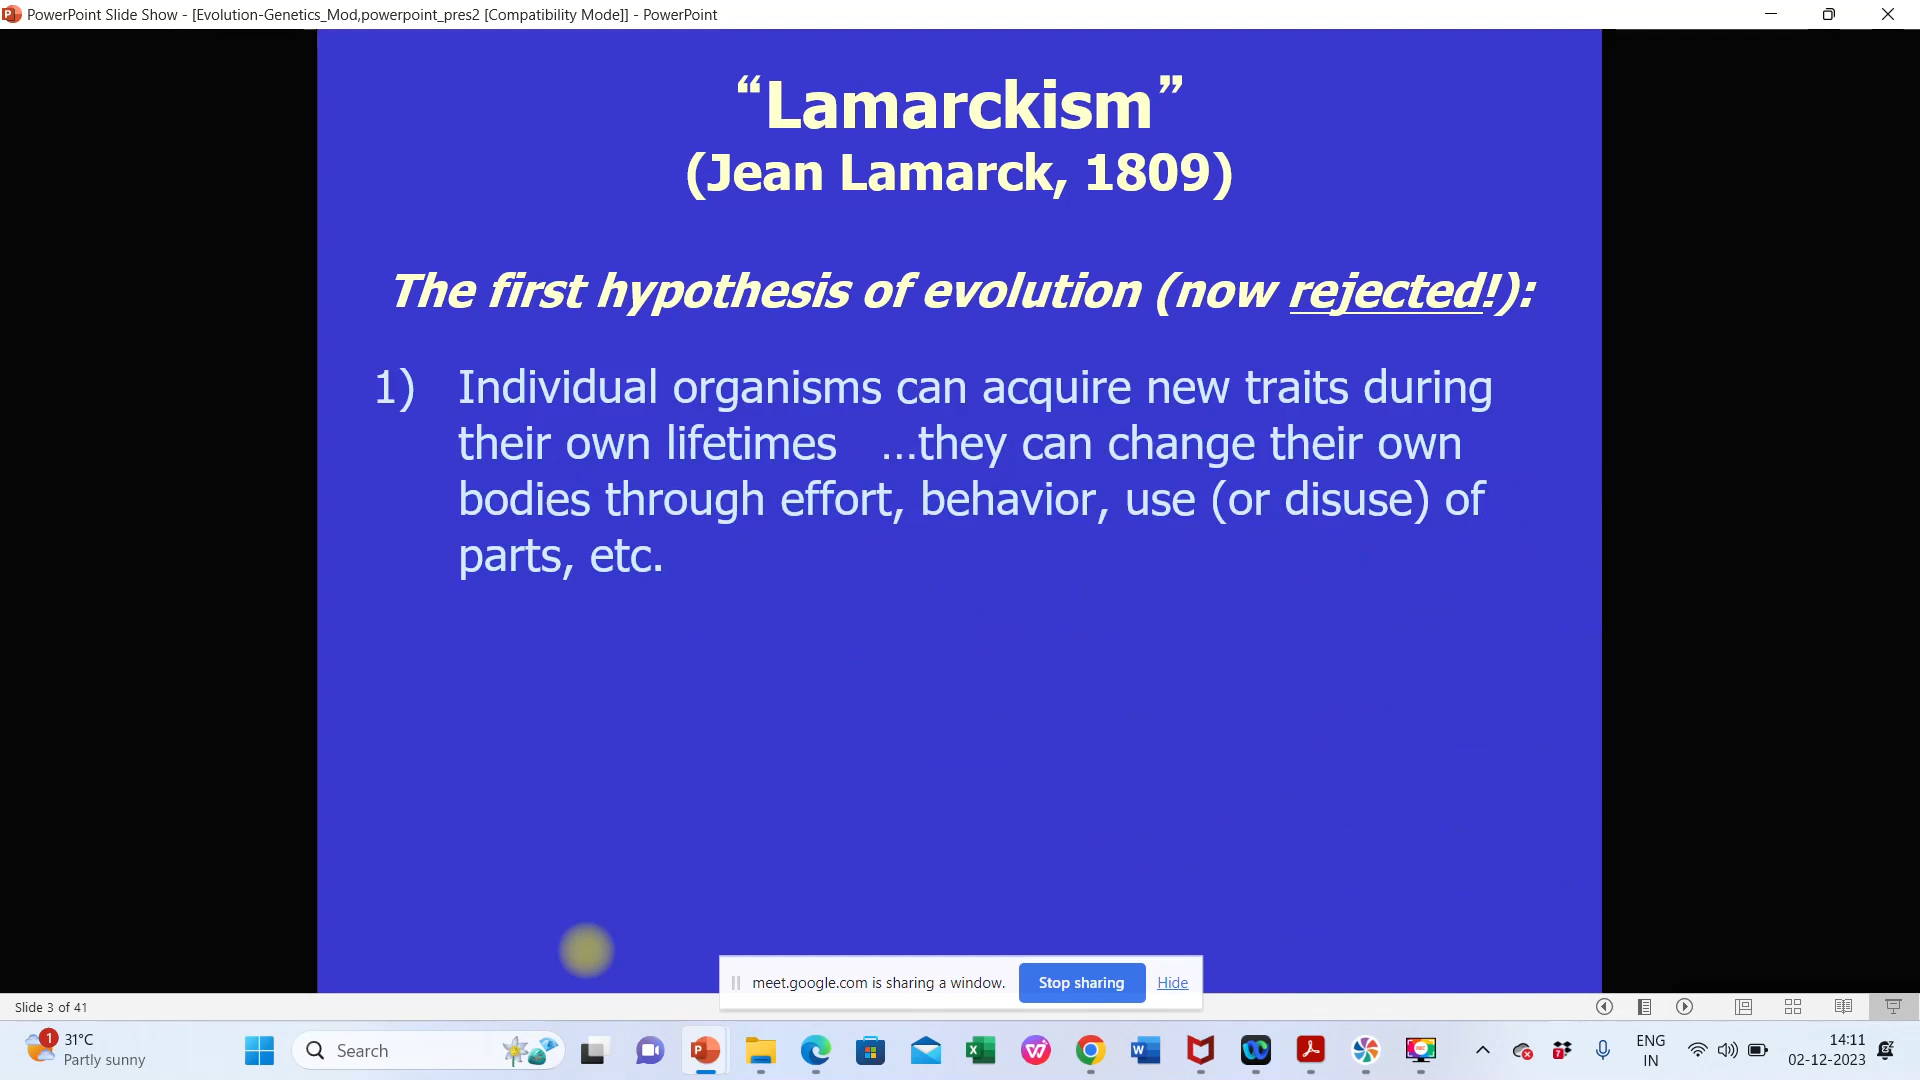 PowerPoint Slide Show - [Evolution-Genetics_Mod,powerpoint_pres2 [Compatibility Mode]] - PowerPoint
“Lamarckism”
(Jean Lamarck, 1809)
The first hypothesis of evolution (now rejected!):
1) Individual organisms can acquire new traits during
their own lifetimes …they can change their own
bodies through effort, behavior, use (or disuse) of
parts, etc.
meet.google.com is sharing a window. Stop sharing Hide
Slide 3 of 41
1 31°C
Partly sunny
Search
ENG
IN
14:11
02-12-2023